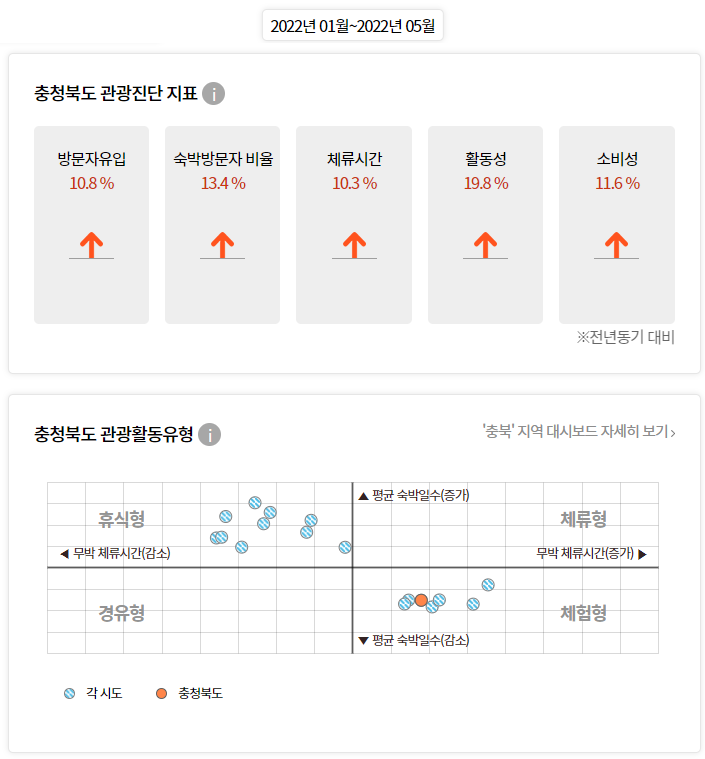 2022년 01월~2022년 05월
충청북도 관광진단 지표 i
방문자유입 숙박방문자 비율 체류시간 활동성 소비성
10.8 % 13.4 % 10.3 % 19.8 % 11.6 %
※전년동기 대비
충청북도 관광활동유형 i
'충북' 지역 대시보드 자세히 보기 ›
▲ 평균 숙박일수(증가)
휴식형 체류형
◀ 무박 체류시간(감소) 무박 체류시간(증가) ▶
경유형 체험형
▼ 평균 숙박일수(감소)
각 시도 충청북도